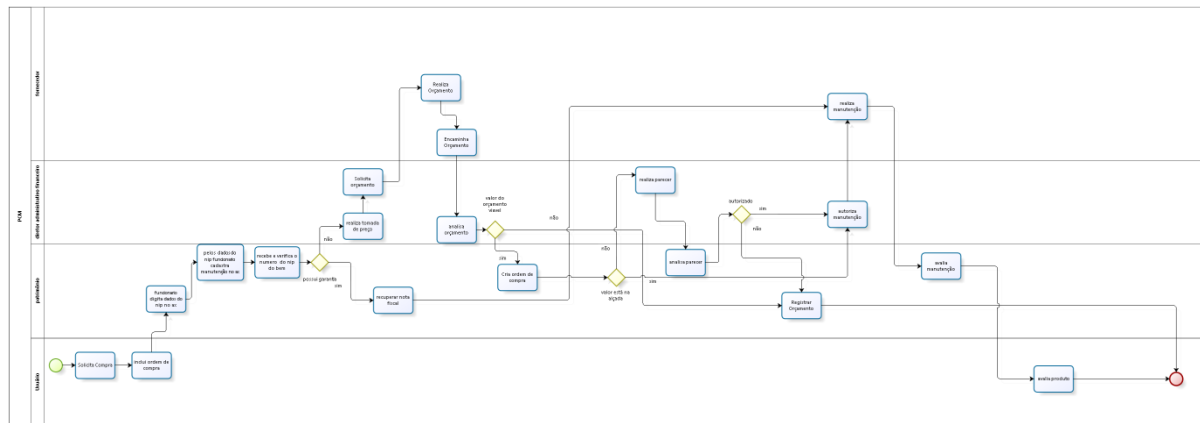 PCM
fornecedor
diretor administrativo financeiro
patrimônio
Usuário
Solicita Compra
Inclui ordem de
compra
funcionario
digita dados do
nip no ac
pelos dados do
nip funcionario
cadastra
manutenção no ac
recebe e verifica o
numero do nip
do bem
possui garantia
não
sim
realiza tomada
de preço
Solicita
orçamento
recuperar nota
fiscal
Realiza
Orçamento
Encaminha
Orçamento
analisa
orçamento
valor do
orçamento
viavel
não
sim
Cria ordem de
compra
valor está na
alçada
não
sim
realiza parecer
analisa parecer
autorizado
sim
não
Registrar
Orçamento
autoriza
manutenção
realiza
manutenção
avalia
manutenção
avalia produto